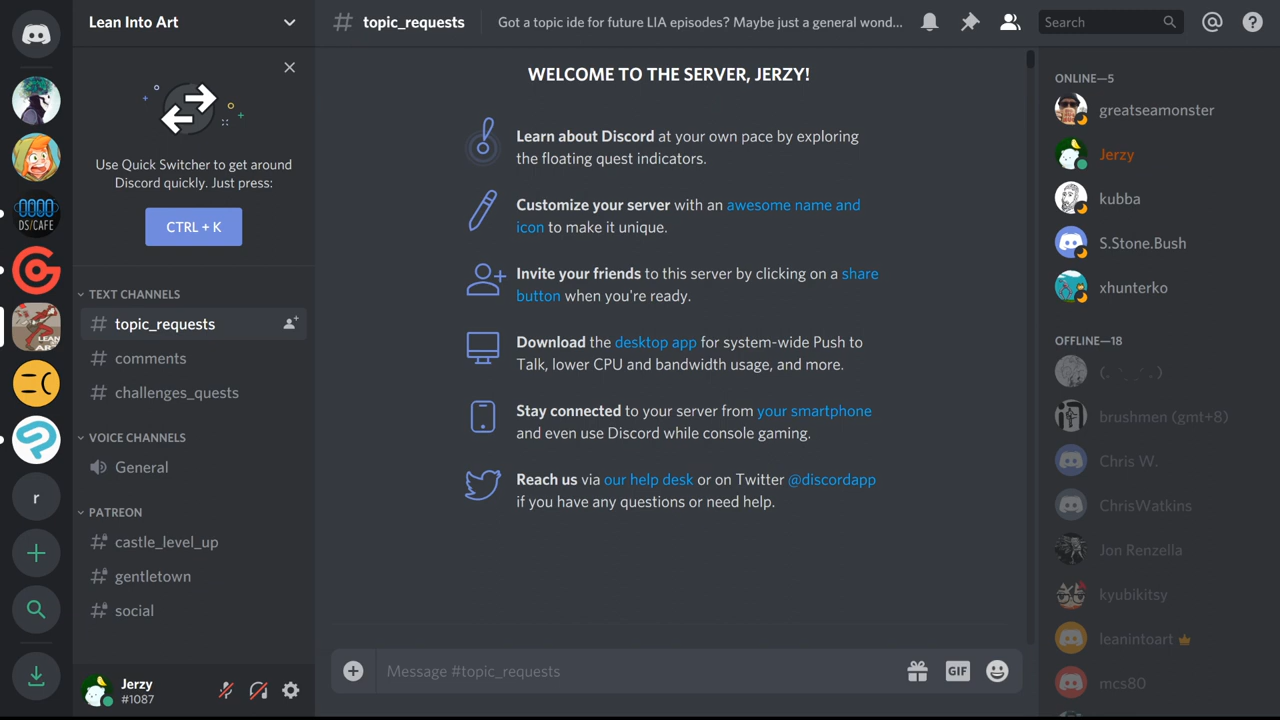 Lean Into Art
Use Quick Switcher to get around
Discord quickly. Just press:
CTRL + K
TEXT CHANNELS
# topic_requests
# comments
# challenges_quests
VOICE CHANNELS
General
PATREON
# castle_level_up
# gentletown
# social
Jerzy
#1087
DS/CAFE
LEAN
r
# topic_requests
Got a topic ide for future LIA episodes? Maybe just a general wond...
Search
WELCOME TO THE SERVER, JERZY!
Learn about Discord at your own pace by exploring
the floating quest indicators.
Customize your server with an awesome name and
icon to make it unique.
Invite your friends to this server by clicking on a share
button when you're ready.
Download the desktop app for system-wide Push to
Talk, lower CPU and bandwidth usage, and more.
Stay connected to your server from your smartphone
and even use Discord while console gaming.
Reach us via our help desk or on Twitter @discordapp
if you have any questions or need help.
Message #topic_requests
GIF
ONLINE—5
greatseamonster
Jerzy
kubba
S.Stone.Bush
xhunterko
OFFLINE—18
brushmen (gmt+8)
Chris W.
ChrisWatkins
Jon Renzella
kyubikitsy
leanintoart
mcs80